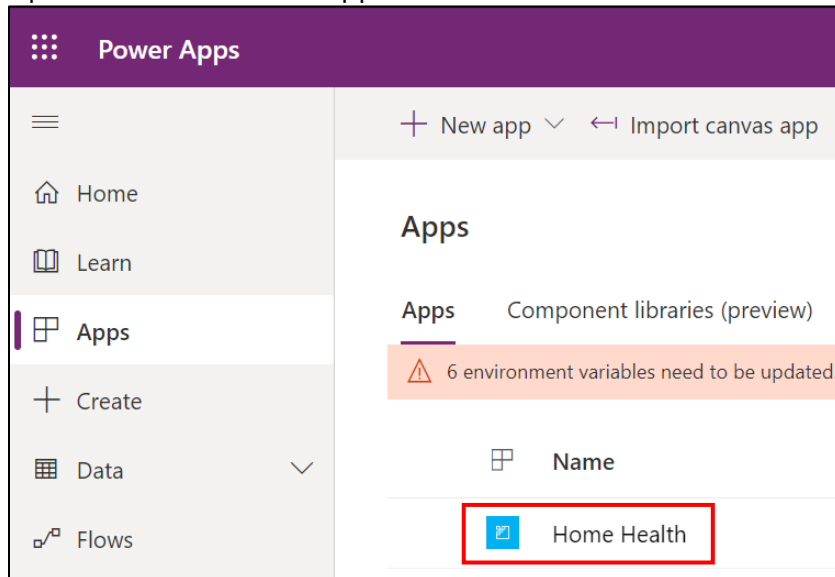 Power Apps
New app
Import canvas app
Home
Learn
Apps
Create
Data
Flows
Apps
Apps
Component libraries (preview)
6 environment variables need to be updated.
Name
Home Health